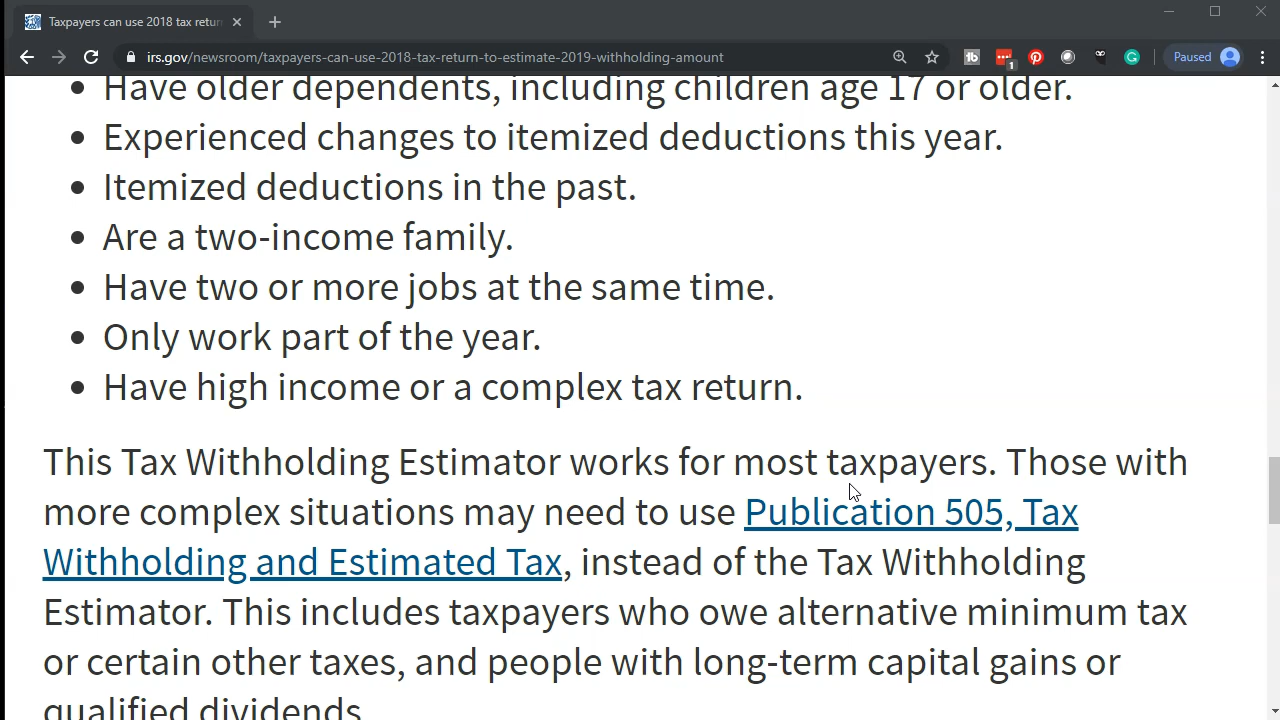 Taxpayers can use 2018 tax retur
irs.gov/newsroom/taxpayers-can-use-2018-tax-return-to-estimate-2019-withholding-amount
1
Paused
Have older dependents, including children age 17 or older.
Experienced changes to itemized deductions this year.
Itemized deductions in the past.
Are a two-income family.
Have two or more jobs at the same time.
Only work part of the year.
Have high income or a complex tax return.
This Tax Withholding Estimator works for most taxpayers. Those with
more complex situations may need to use Publication 505, Tax
Withholding and Estimated Tax, instead of the Tax Withholding
Estimator. This includes taxpayers who owe alternative minimum tax
or certain other taxes, and people with long-term capital gains or
qualified dividends.